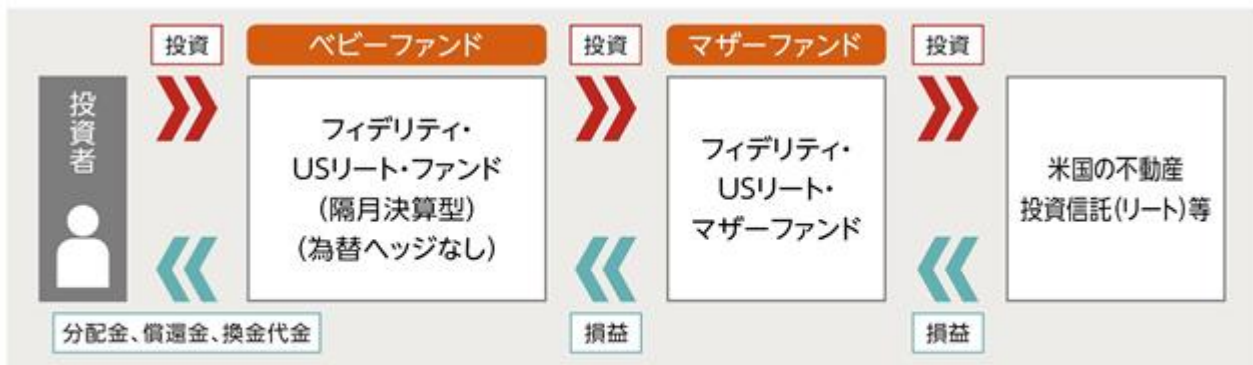 投資
ベビーファンド
投資
マザーファンド
投資
投資者
フィデリティ・
USリート・ファンド
(隔月決算型)
(為替ヘッジなし)
フィデリティ・
USリート・
マザーファンド
米国の不動産
投資信託(リート)等
分配金、償還金、換金代金
損益
損益